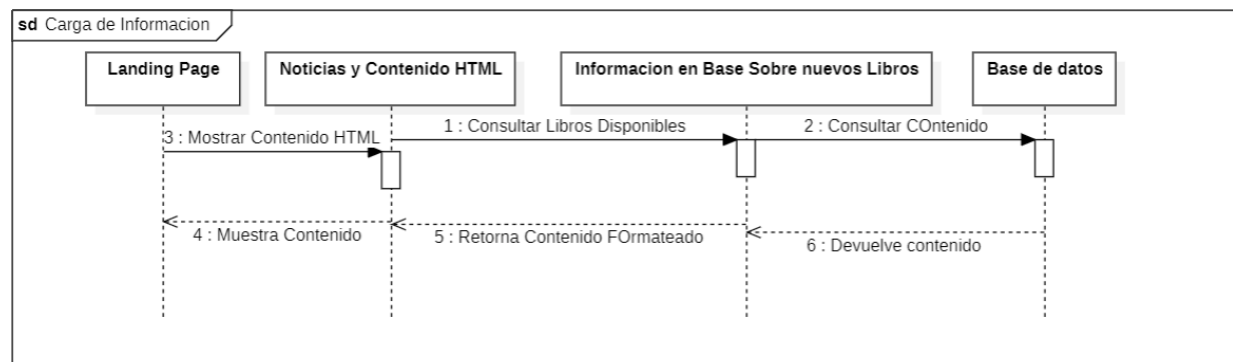 sd Carga de Informacion
Landing Page
Noticias y Contenido HTML
Informacion en Base Sobre nuevos Libros
Base de datos
1 : Consultar Libros Disponibles
2 : Consultar COntenido
3 : Mostrar Contenido HTML
4 : Muestra Contenido
5 : Retorna Contenido FOrmateado
6 : Devuelve contenido